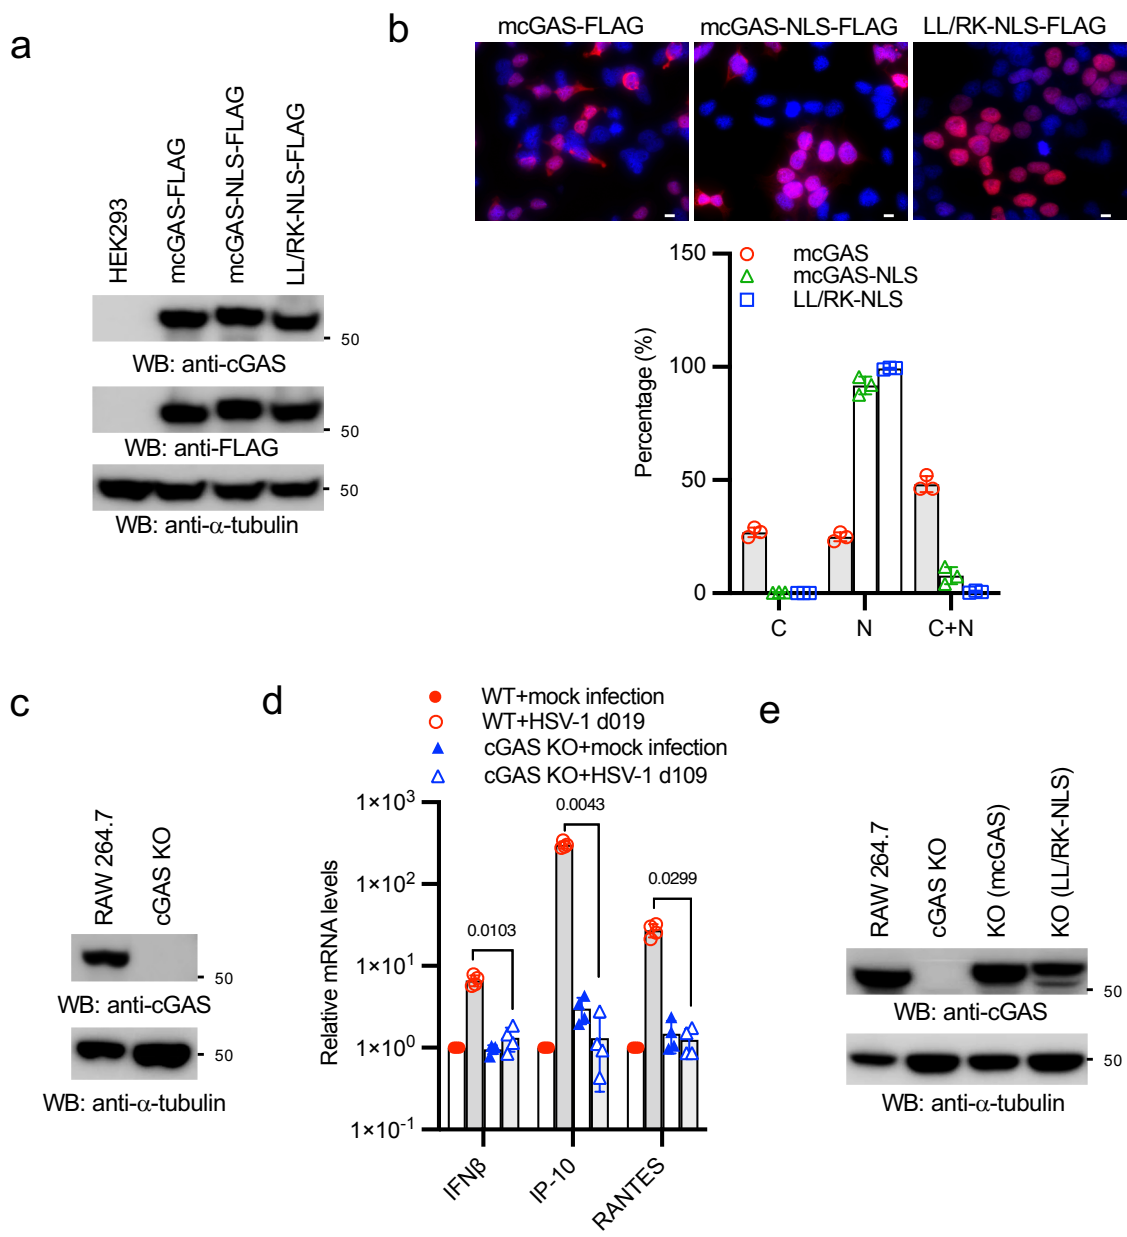 a
HEK293
mcGAS-FLAG
mcGAS-NLS-FLAG
LL/RK-NLS-FLAG
50
WB: anti-cGAS
50
WB: anti-FLAG
50
WB: anti-α-tubulin
b
mcGAS-FLAG
mcGAS-NLS-FLAG
LL/RK-NLS-FLAG
mcGAS
mcGAS-NLS
LL/RK-NLS
Percentage (%)
150
100
50
0
C
N
C+N
c
RAW 264.7
cGAS KO
50
WB: anti-cGAS
50
WB: anti-α-tubulin
d
WT+mock infection
WT+HSV-1 d019
cGAS KO+mock infection
cGAS KO+HSV-1 d109
Relative mRNA levels
1×10³
1×10²
1×10¹
1×10⁰
1×10⁻¹
0.0103
0.0043
0.0299
IFNβ
IP-10
RANTES
e
RAW 264.7
cGAS KO
KO (mcGAS)
KO (LL/RK-NLS)
50
WB: anti-cGAS
50
WB: anti-α-tubulin